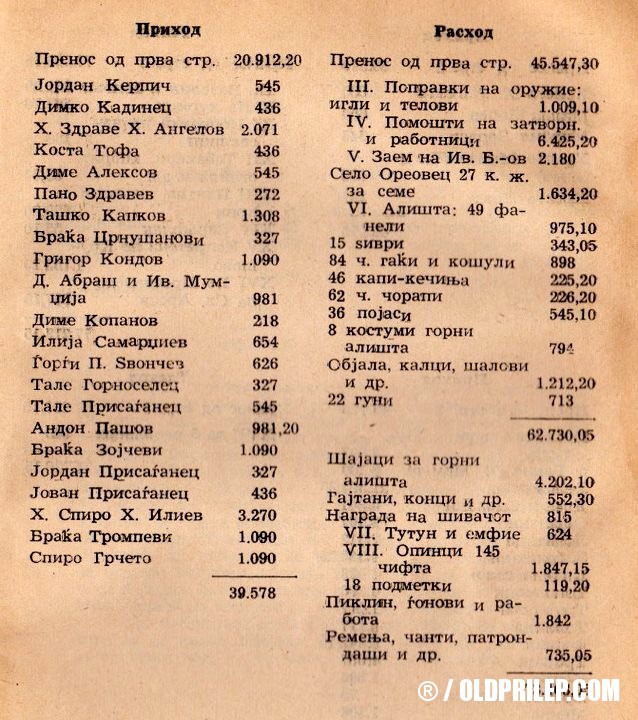 Приход
Пренос од прва стр. 20.912,20
Јордан Керпич 545
Димко Кадинец 436
Х. Здраве Х. Ангелов 2.071
Коста Тофа 436
Диме Алексов 545
Пано Здравев 272
Ташко Капков 1.308
Браќа Црнушанови 327
Григор Кондов 1.090
Д. Абраш и Ив. Мум-
џија 981
Диме Копанов 218
Илија Самарџиев 654
Ѓорѓи П. Ѕвончев 626
Тале Горноселец 327
Тале Присаѓанец 545
Андон Пашов 981,20
Браќа Зојчеви 1.090
Јордан Присаѓанец 327
Јован Присаѓанец 436
Х. Спиро Х. Илиев 3.270
Браќа Тромпеви 1.090
Спиро Грчето 1.090
39.578
Расход
Пренос од прва стр. 45.547,30
III. Поправки на оружие:
игли и телови 1.009,10
IV. Помошти на затворн.
и работници 6.425,20
V. Заем на Ив. Б.-ов 2.180
Село Ореовец 27 к. ж.
за семе 1.634,20
VI. Алишта: 49 фа-
нели 975,10
15 ѕиври 343,05
84 ч. гаќи и кошули 898
46 капи-кечиња 225,20
62 ч. чорапи 226,20
36 појаси 545,10
8 костуми горни
алишта 794
Објала, калци, шалови
и др. 1.212,20
22 гуни 713
62.730,05
Шајаци за горни
алишта 4.202,10
Гајтани, конци и др. 552,30
Награда на шивачот 815
VII. Тутун и емфие 624
VIII. Опинци 145
чифта 1.847,15
18 подметки 119,20
Пиклин, ѓонови и ра-
бота 1.842
Ремења, чанти, патрон-
даши и др. 735,05
® / OLDPRILEP.COM